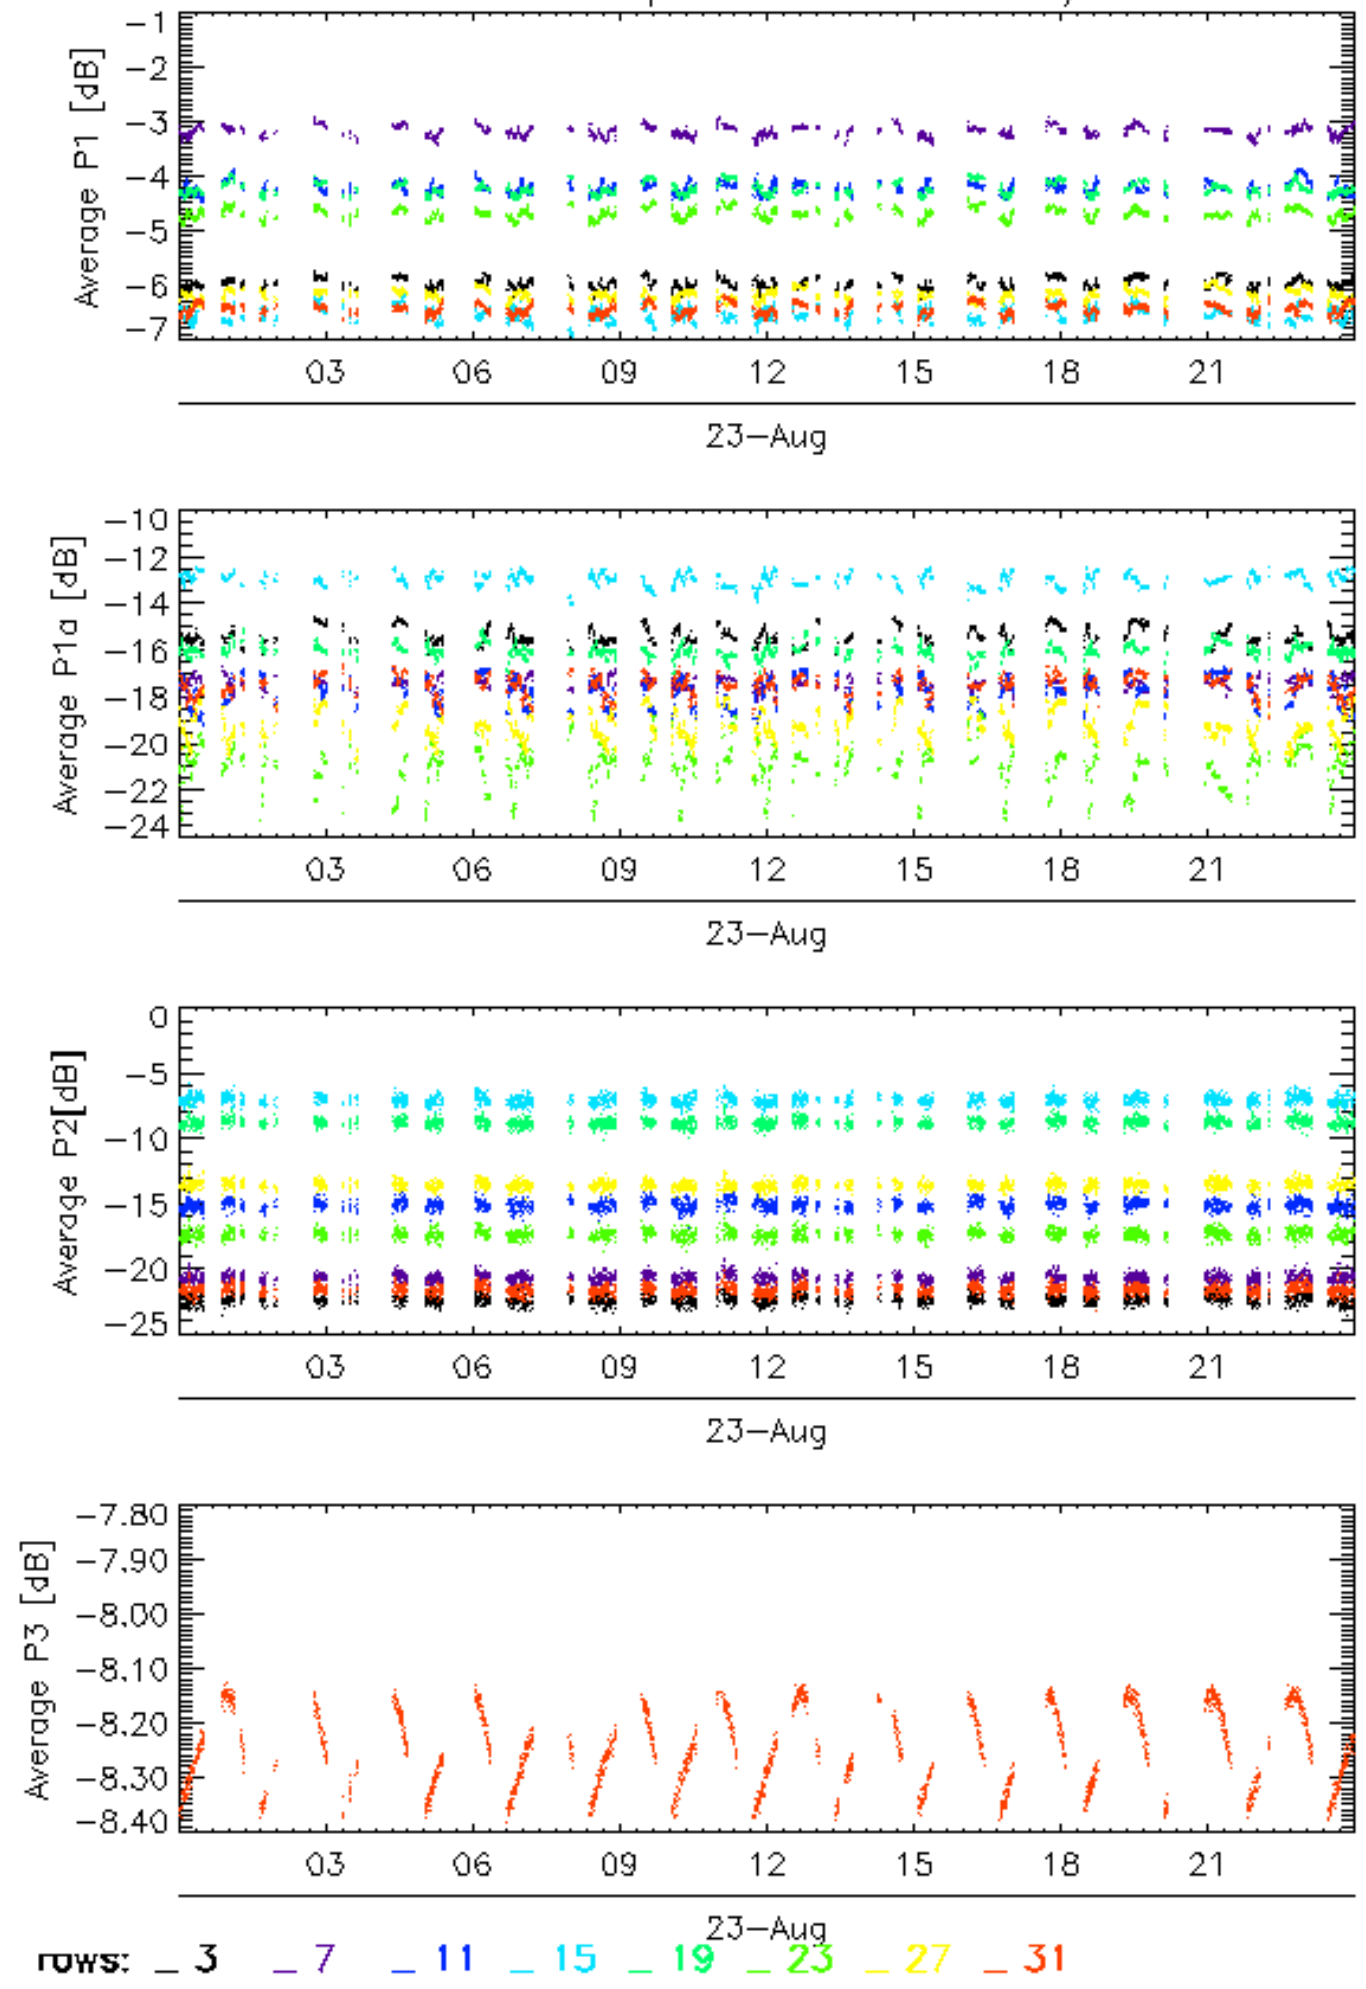 Average P1 [dB]
−1
−2
−3
−4
−5
−6
−7
03 06 09 12 15 18 21
23−Aug
Average P1a [dB]
−10
−12
−14
−16
−18
−20
−22
−24
03 06 09 12 15 18 21
23−Aug
Average P2[dB]
0
−5
−10
−15
−20
−25
03 06 09 12 15 18 21
23−Aug
Average P3 [dB]
−7.80
−7.90
−8.00
−8.10
−8.20
−8.30
−8.40
03 06 09 12 15 18 21
23−Aug
rows: _ 3 _ 7 _ 11 _ 15 _ 19 _ 23 _ 27 _ 31